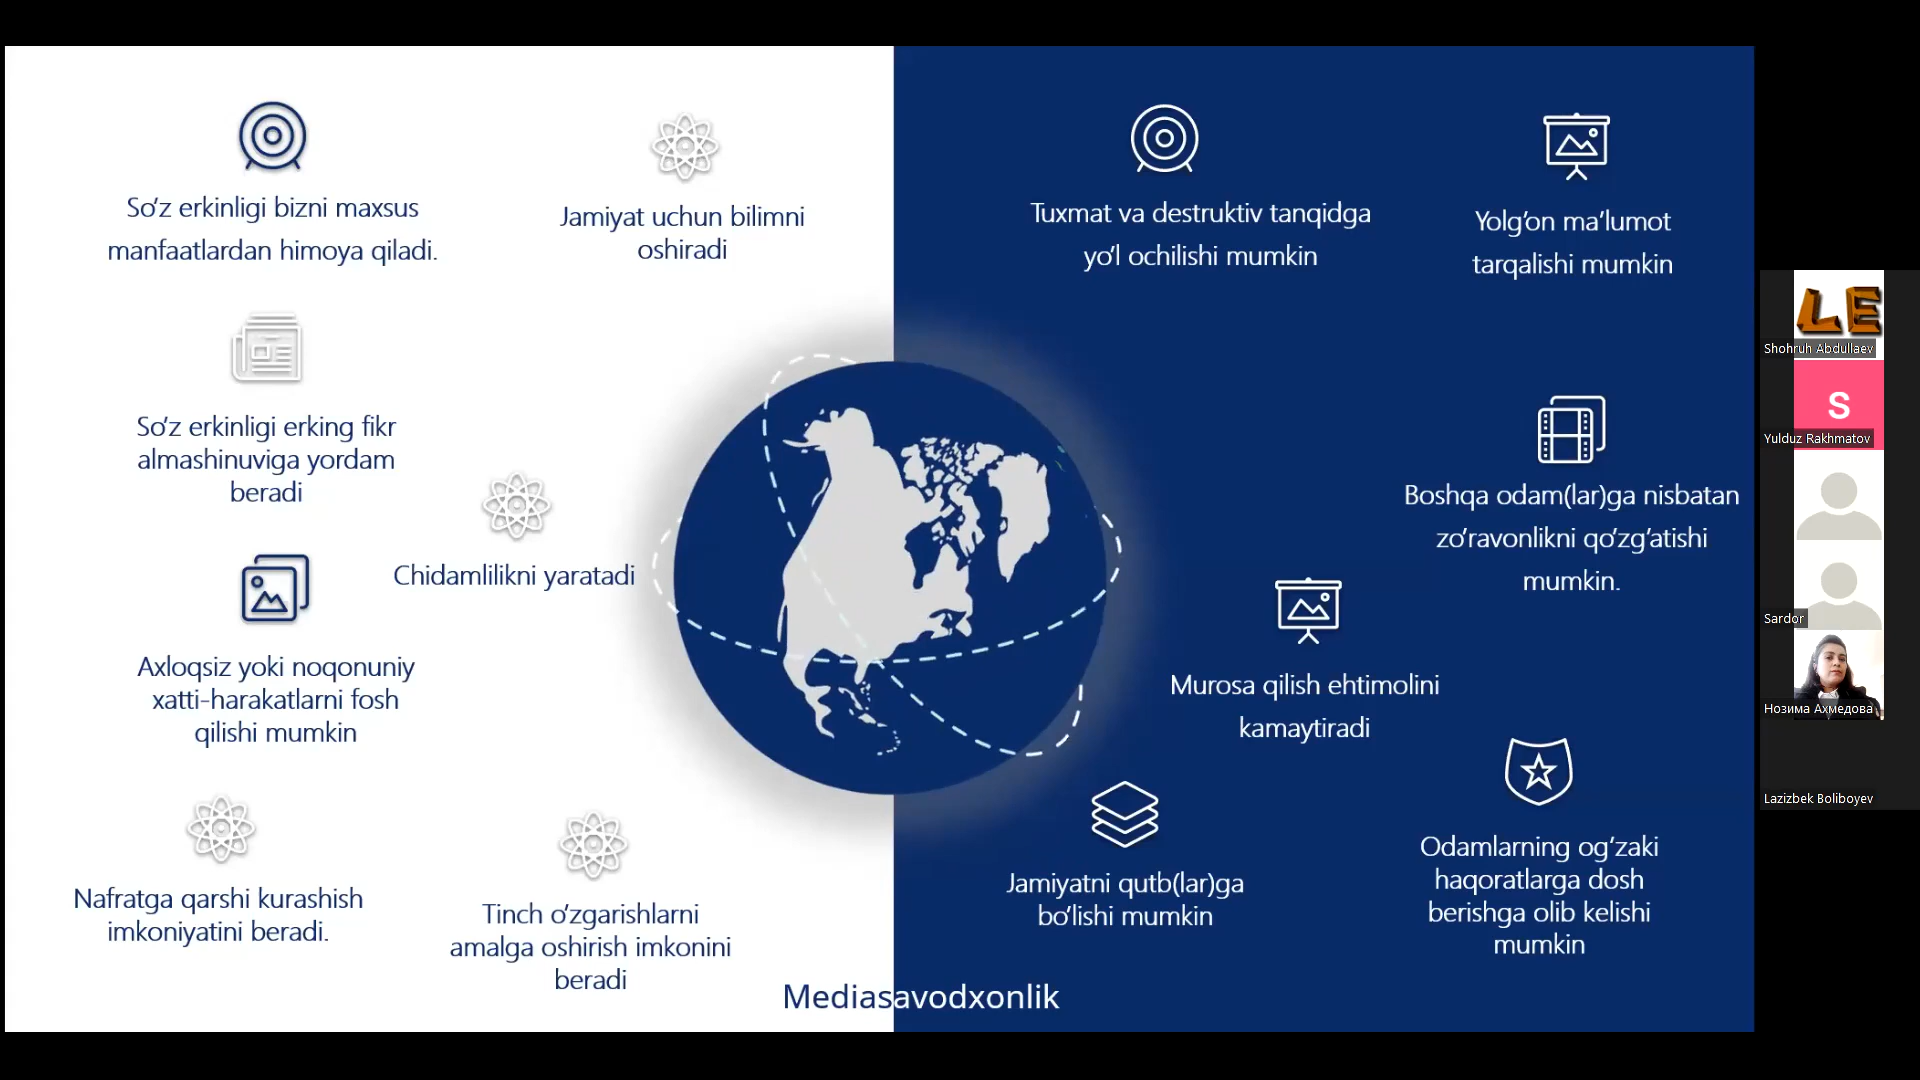 So’z erkinligi bizni maxsus
manfaatlardan himoya qiladi.
Jamiyat uchun bilimni
oshiradi
So’z erkinligi erking fikr
almashinuviga yordam
beradi
Chidamlilikni yaratadi
Axloqsiz yoki noqonuniy
xatti-harakatlarni fosh
qilishi mumkin
Nafratga qarshi kurashish
imkoniyatini beradi.
Tinch o’zgarishlarni
amalga oshirish imkonini
beradi
Tuxmat va destruktiv tanqidga
yo’l ochilishi mumkin
Yolg’on ma’lumot
tarqalishi mumkin
Boshqa odam(lar)ga nisbatan
zo’ravonlikni qo’zg’atishi
mumkin.
Murosa qilish ehtimolini
kamaytiradi
Jamiyatni qutb(lar)ga
bo’lishi mumkin
Odamlarning og’zaki
haqoratlarga dosh
berishga olib kelishi
mumkin
Mediasavodxonlik
LE
Shohruh Abdullaev
S
Yulduz Rakhmatov
Sardor
Нозима Ахмедова
Lazizbek Boliboyev